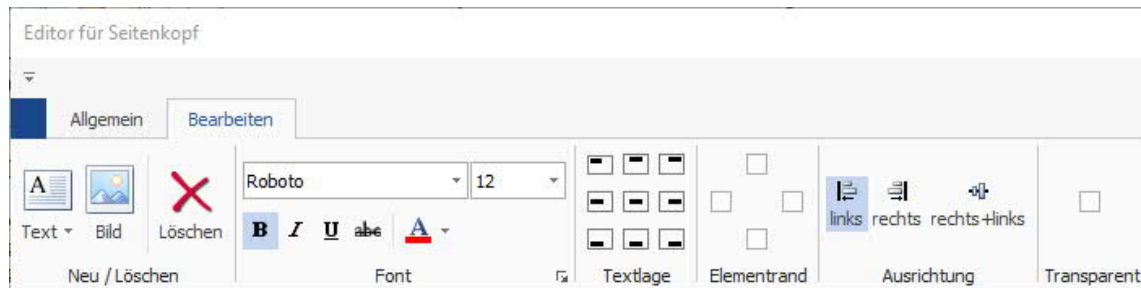 Editor für Seitenkopf
Allgemein Bearbeiten
Roboto 12
A
B I U abc A
Text Bild Löschen
links rechts rechts+links
Neu / Löschen Font Textlage Elementrand Ausrichtung Transparent